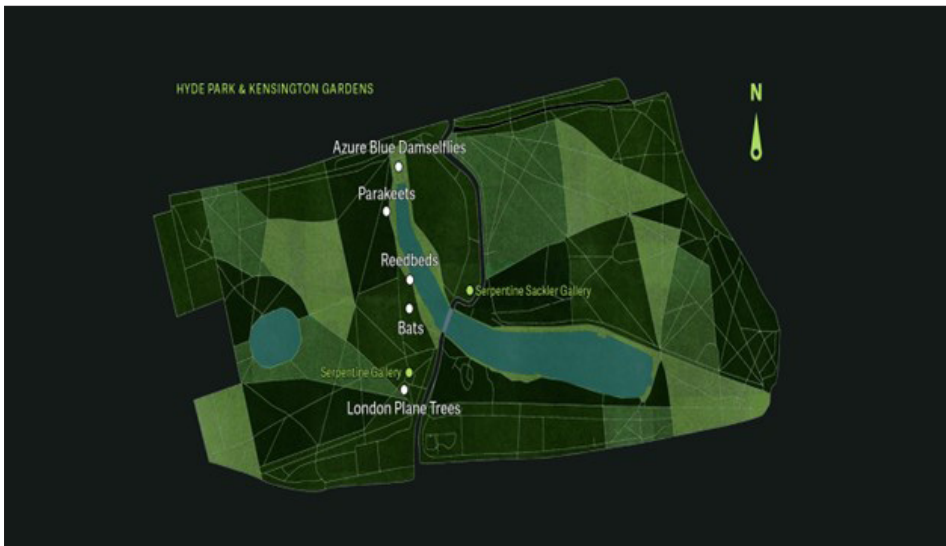 HYDE PARK & KENSINGTON GARDENS
N
Azure Blue Damselflies
Parakeets
Reedbeds
Serpentine Sackler Gallery
Bats
Serpentine Gallery
London Plane Trees